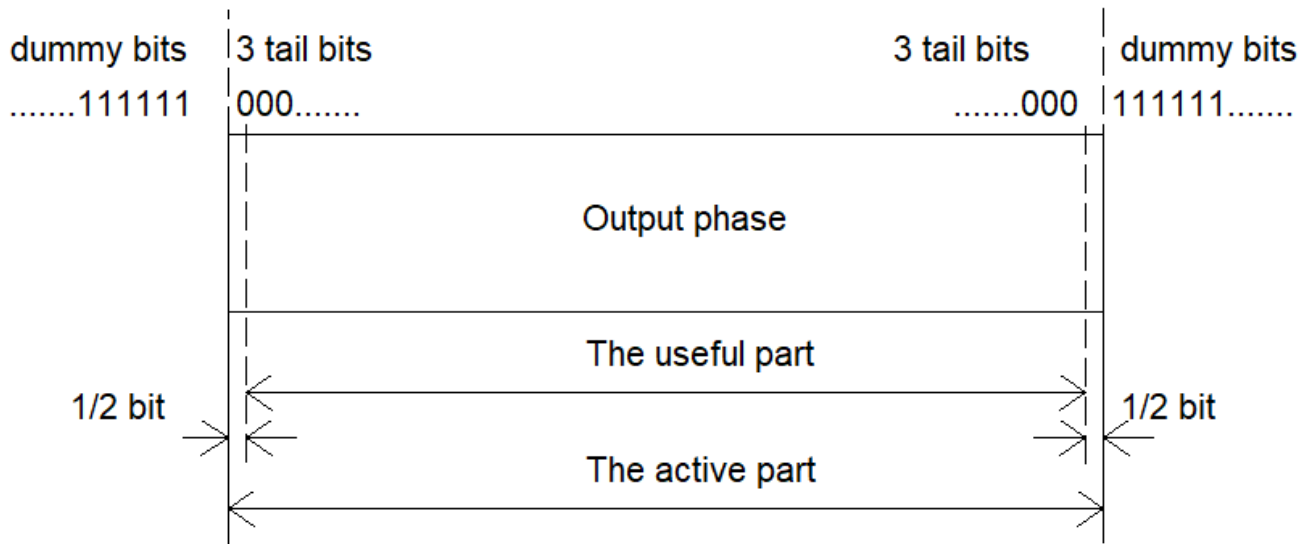 dummy bits 3 tail bits 3 tail bits dummy bits
.......111111 000....... .......000 111111.......
Output phase
The useful part
1/2 bit 1/2 bit
The active part